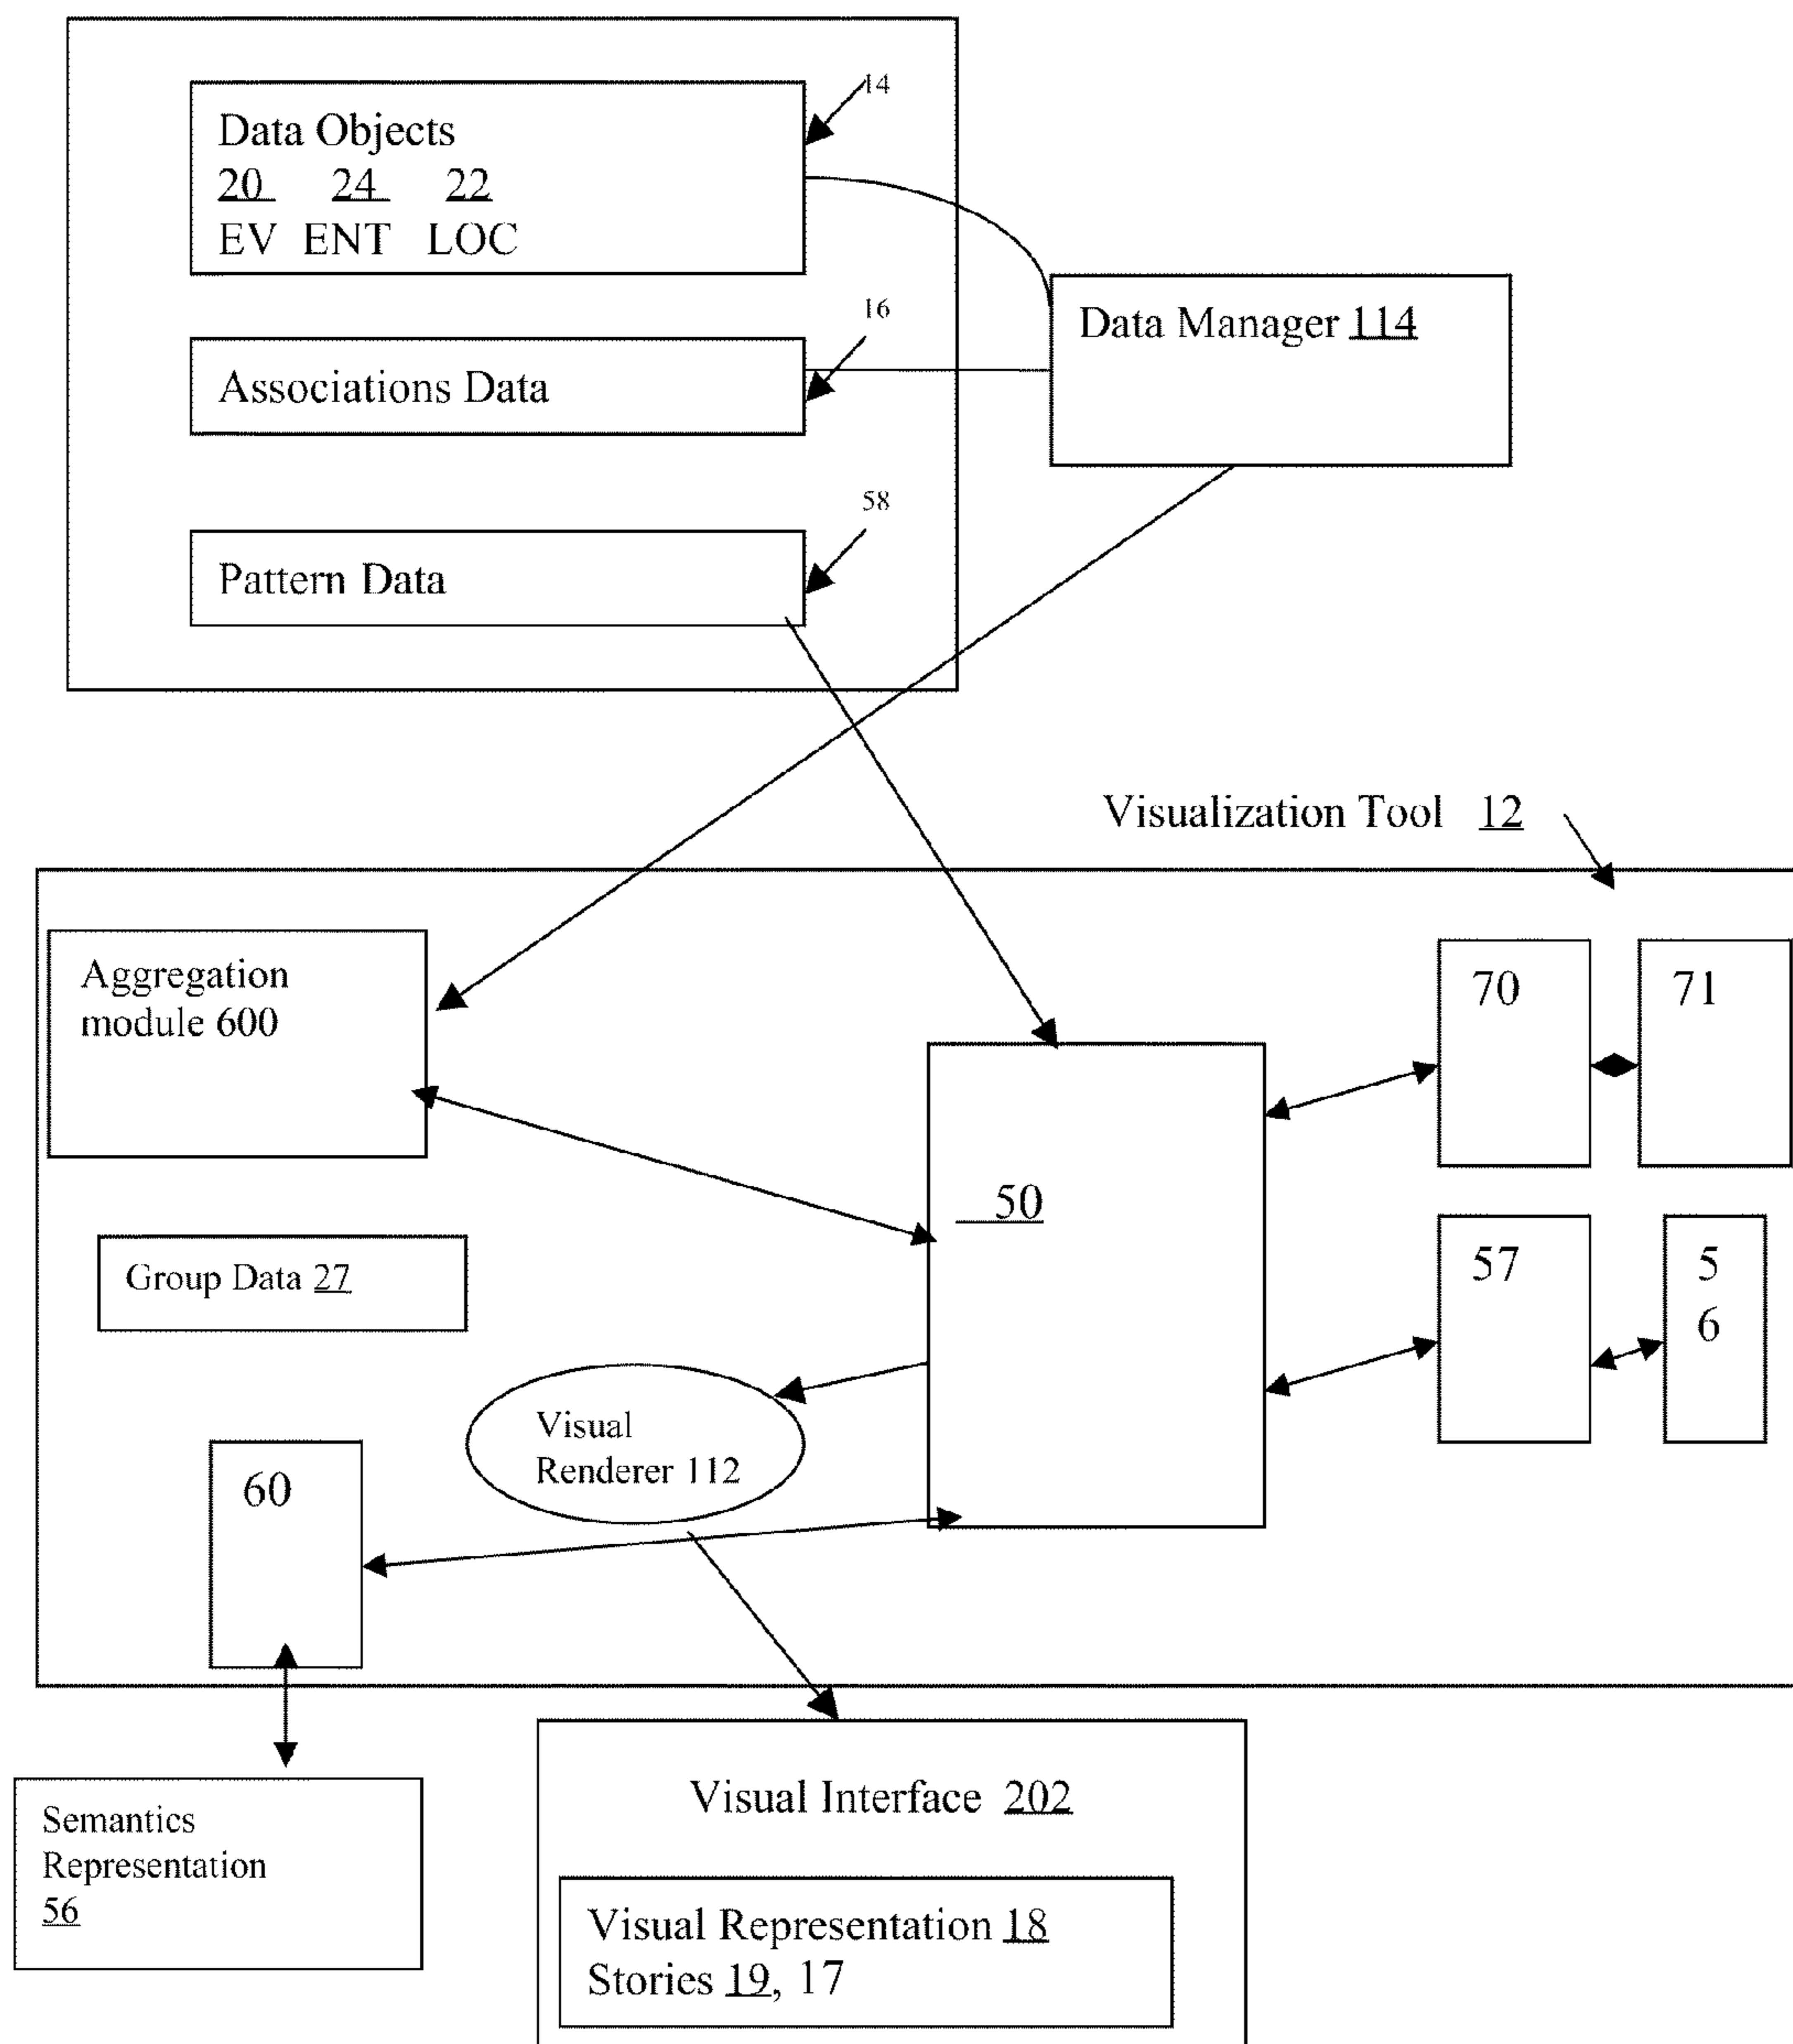 14
Data Objects
20 24 22
EV ENT LOC
16
Data Manager 114
Associations Data
58
Pattern Data
Visualization Tool 12
Aggregation
module 600
70
71
50
Group Data 27
57
5
6
Visual
Renderer 112
60
Semantics
Representation
56
Visual Interface 202
Visual Representation 18
Stories 19, 17